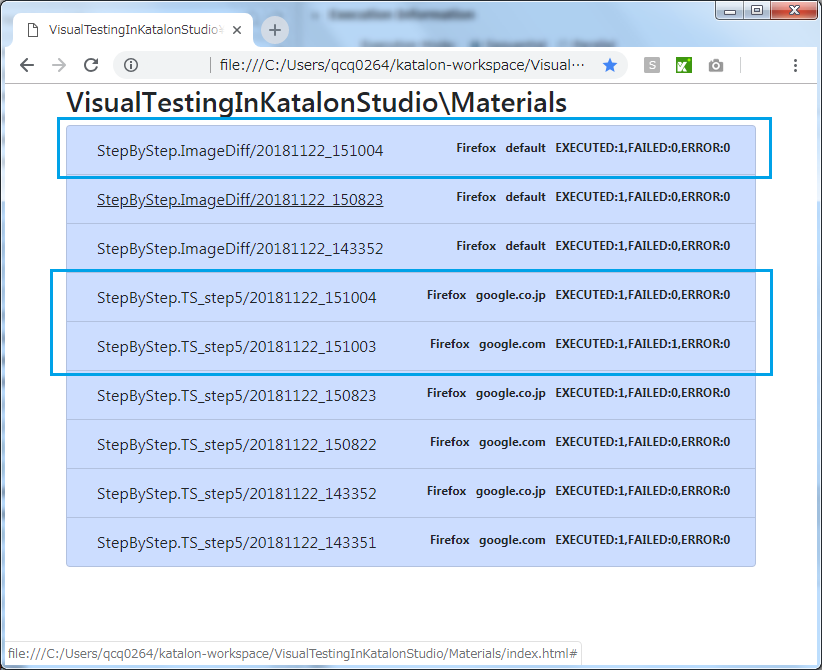 Execution Information
VisualTestingInKatalonStudio\
file:///C:/Users/qcq0264/katalon-workspace/Visual···
S
VisualTestingInKatalonStudio\Materials
StepByStep.ImageDiff/20181122_151004 Firefox default EXECUTED:1,FAILED:0,ERROR:0
StepByStep.ImageDiff/20181122_150823 Firefox default EXECUTED:1,FAILED:0,ERROR:0
StepByStep.ImageDiff/20181122_143352 Firefox default EXECUTED:1,FAILED:0,ERROR:0
StepByStep.TS_step5/20181122_151004 Firefox google.co.jp EXECUTED:1,FAILED:0,ERROR:0
StepByStep.TS_step5/20181122_151003 Firefox google.com EXECUTED:1,FAILED:1,ERROR:0
StepByStep.TS_step5/20181122_150823 Firefox google.co.jp EXECUTED:1,FAILED:0,ERROR:0
StepByStep.TS_step5/20181122_150822 Firefox google.com EXECUTED:1,FAILED:0,ERROR:0
StepByStep.TS_step5/20181122_143352 Firefox google.co.jp EXECUTED:1,FAILED:0,ERROR:0
StepByStep.TS_step5/20181122_143351 Firefox google.com EXECUTED:1,FAILED:0,ERROR:0
file:///C:/Users/qcq0264/katalon-workspace/VisualTestingInKatalonStudio/Materials/index.html#